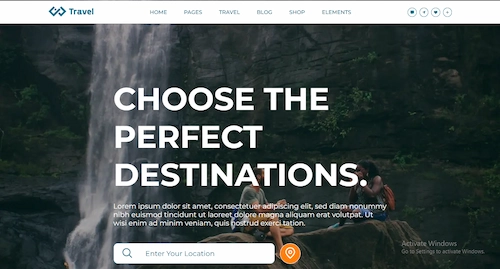 Travel
HOME PAGES TRAVEL BLOG SHOP ELEMENTS
CHOOSE THE
PERFECT
DESTINATIONS.
Lorem ipsum dolor sit amet, consectetuer adipiscing elit, sed diam nonummy
nibh euismod tincidunt ut laoreet dolore magna aliquam erat volutpat. Ut
wisi enim ad minim veniam, quis nostrud exerci tation.
Enter Your Location
Activate Windows
Go to Settings to activate Windows.